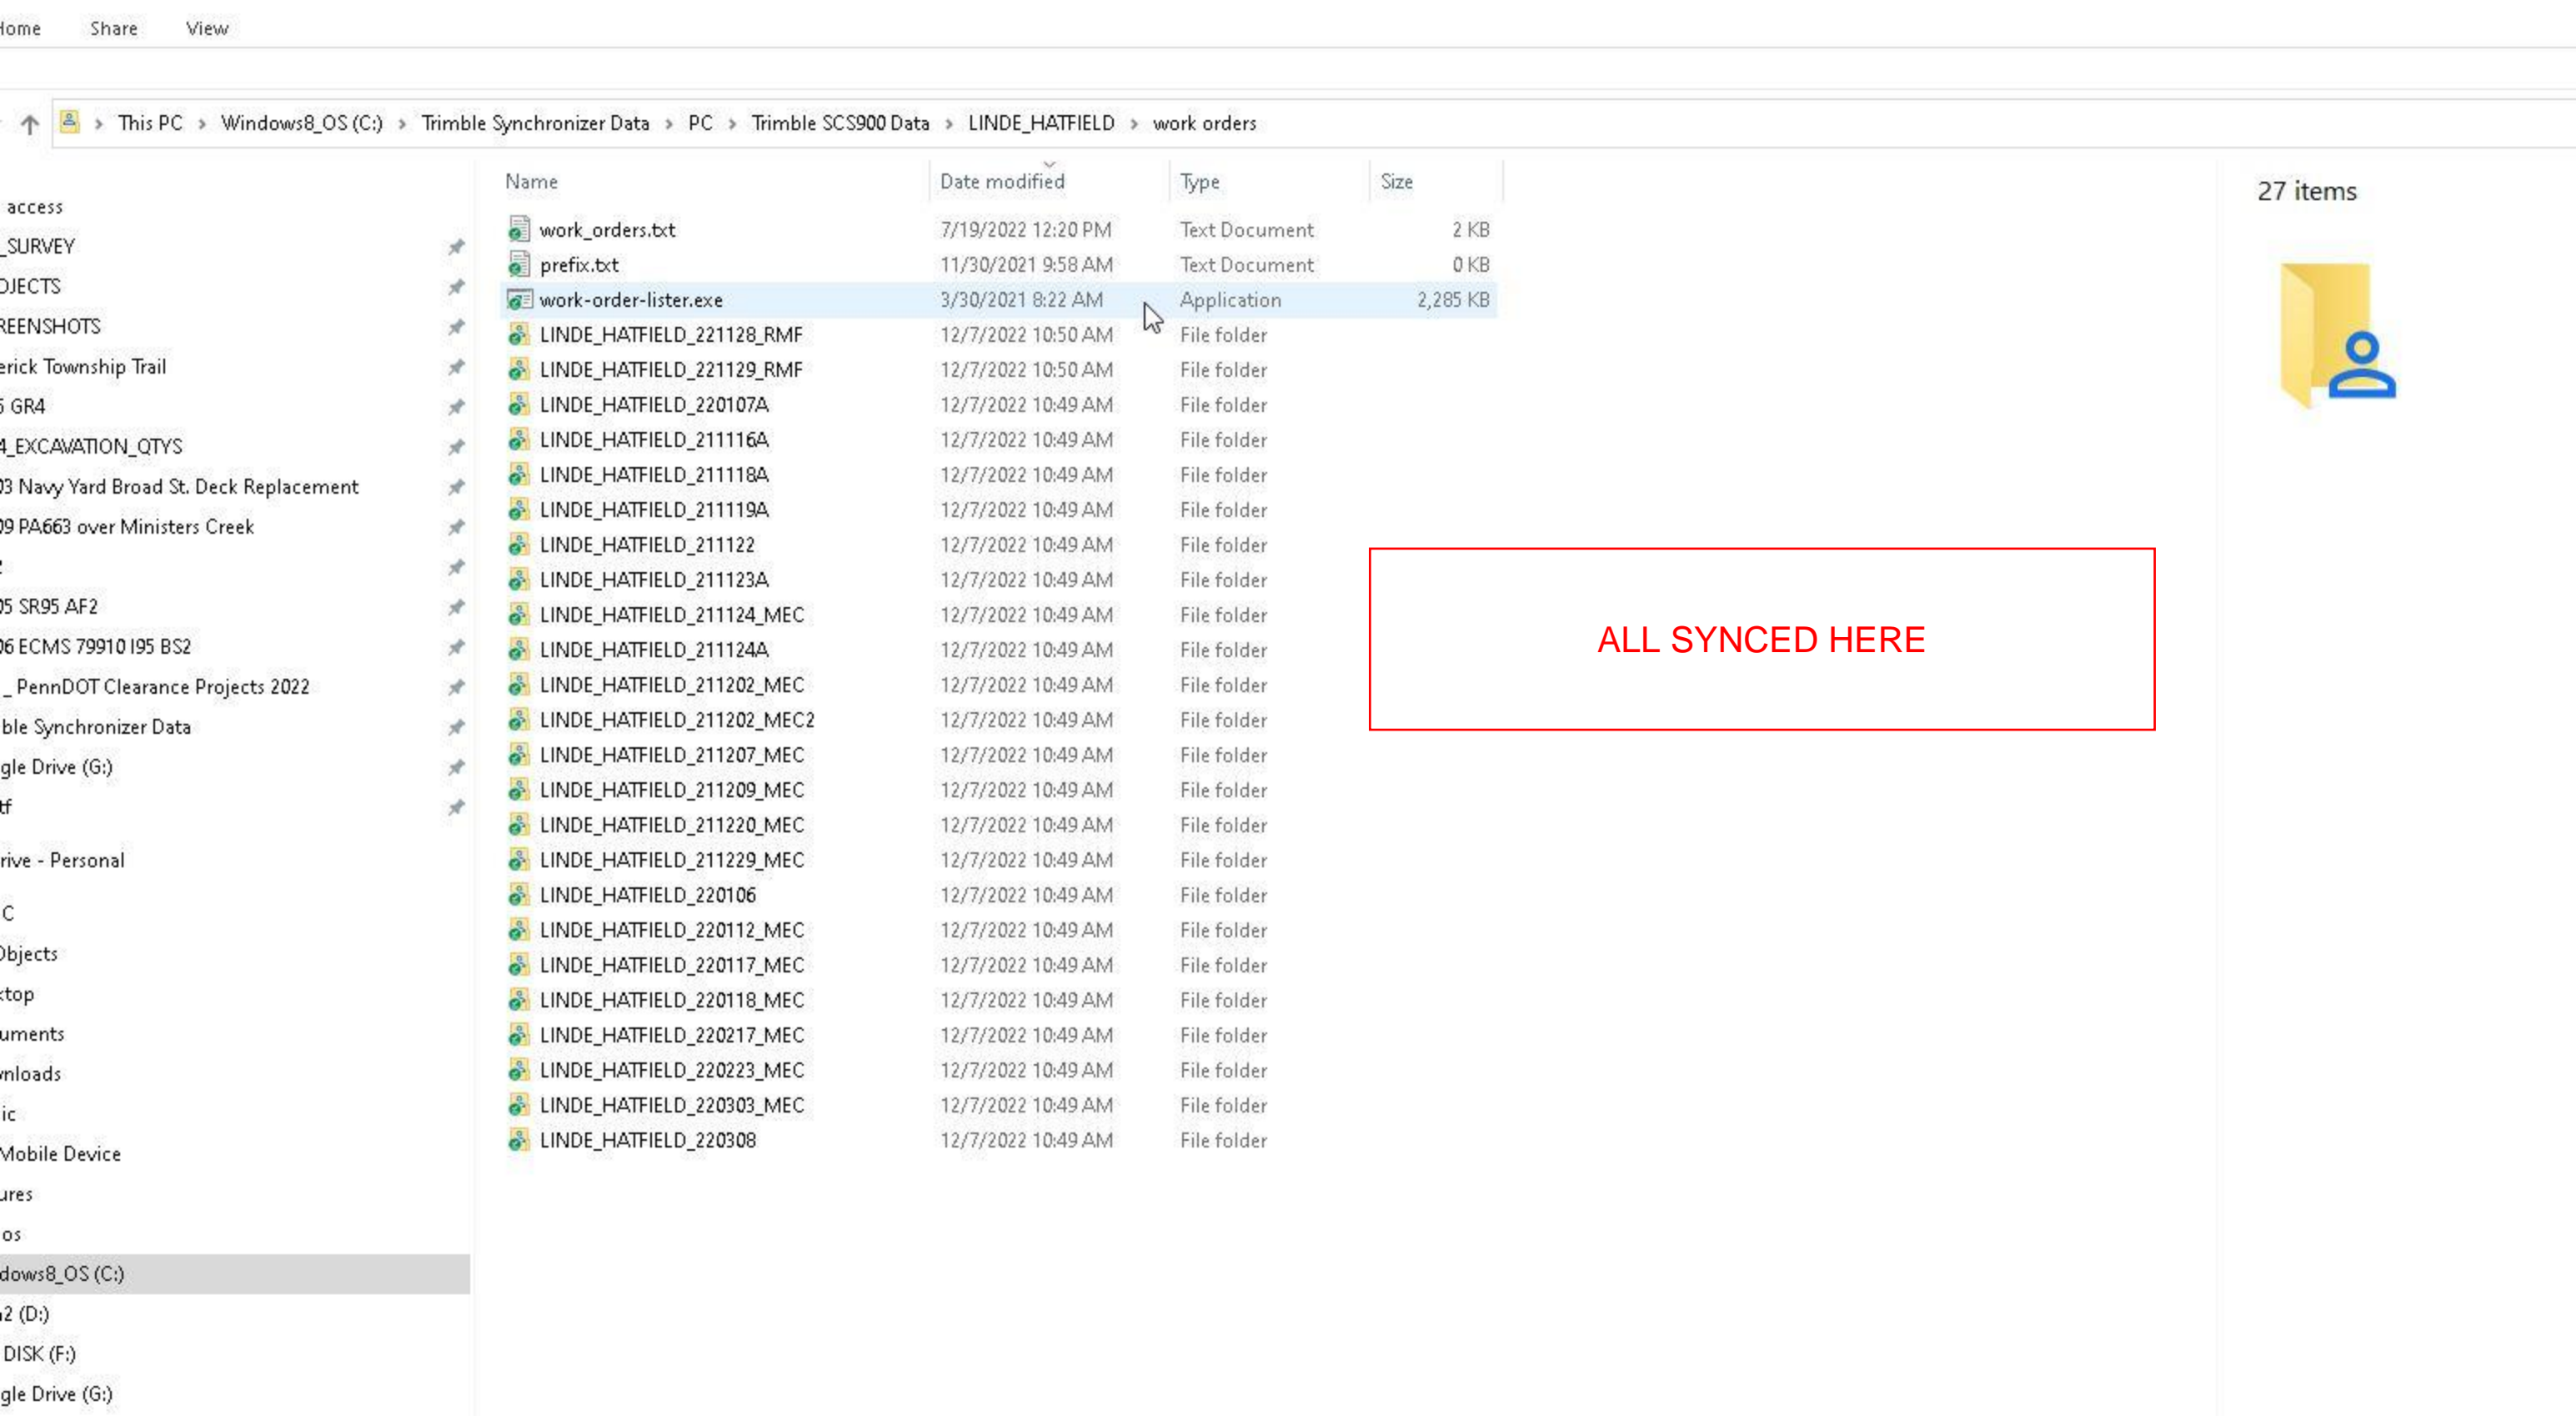 Home Share View
This PC > Windows8_OS (C:) > Trimble Synchronizer Data > PC > Trimble SCS900 Data > LINDE_HATFIELD > work orders
Name Date modified Type Size
27 items
work_orders.txt 7/19/2022 12:20 PM Text Document 2 KB
prefix.txt 11/30/2021 9:58 AM Text Document 0 KB
work-order-lister.exe 3/30/2021 8:22 AM Application 2,285 KB
LINDE_HATFIELD_221128_RMF 12/7/2022 10:50 AM File folder
LINDE_HATFIELD_221129_RMF 12/7/2022 10:50 AM File folder
LINDE_HATFIELD_220107A 12/7/2022 10:49 AM File folder
LINDE_HATFIELD_211116A 12/7/2022 10:49 AM File folder
LINDE_HATFIELD_211118A 12/7/2022 10:49 AM File folder
LINDE_HATFIELD_211119A 12/7/2022 10:49 AM File folder
LINDE_HATFIELD_211122 12/7/2022 10:49 AM File folder
LINDE_HATFIELD_211123A 12/7/2022 10:49 AM File folder
LINDE_HATFIELD_211124_MEC 12/7/2022 10:49 AM File folder
LINDE_HATFIELD_211124A 12/7/2022 10:49 AM File folder
LINDE_HATFIELD_211202_MEC 12/7/2022 10:49 AM File folder
LINDE_HATFIELD_211202_MEC2 12/7/2022 10:49 AM File folder
LINDE_HATFIELD_211207_MEC 12/7/2022 10:49 AM File folder
LINDE_HATFIELD_211209_MEC 12/7/2022 10:49 AM File folder
LINDE_HATFIELD_211220_MEC 12/7/2022 10:49 AM File folder
LINDE_HATFIELD_211229_MEC 12/7/2022 10:49 AM File folder
LINDE_HATFIELD_220106 12/7/2022 10:49 AM File folder
LINDE_HATFIELD_220112_MEC 12/7/2022 10:49 AM File folder
LINDE_HATFIELD_220117_MEC 12/7/2022 10:49 AM File folder
LINDE_HATFIELD_220118_MEC 12/7/2022 10:49 AM File folder
LINDE_HATFIELD_220217_MEC 12/7/2022 10:49 AM File folder
LINDE_HATFIELD_220223_MEC 12/7/2022 10:49 AM File folder
LINDE_HATFIELD_220303_MEC 12/7/2022 10:49 AM File folder
LINDE_HATFIELD_220308 12/7/2022 10:49 AM File folder
ALL SYNCED HERE
access
_SURVEY
OJECTS
REENSHOTS
erick Township Trail
5 GR4
4_EXCAVATION_QTYS
03 Navy Yard Broad St. Deck Replacement
09 PA663 over Ministers Creek
05 SR95 AF2
06 ECMS 79910 I95 BS2
_ PennDOT Clearance Projects 2022
ble Synchronizer Data
gle Drive (G:)
tf
rive - Personal
C
Objects
ktop
uments
wnloads
ic
Mobile Device
ures
os
dows8_OS (C:)
a2 (D:)
DISK (F:)
gle Drive (G:)